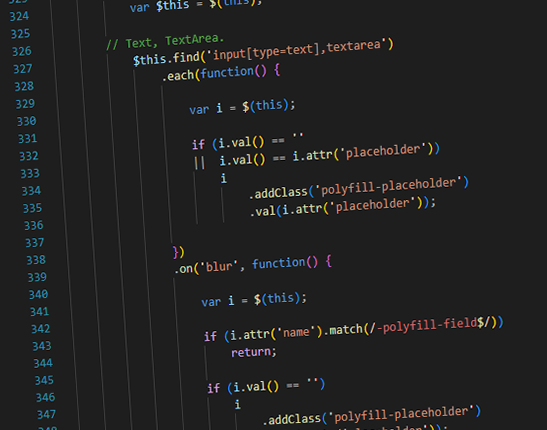 324 var $this = $(this);
325
326 // Text, TextArea.
327 $this.find('input[type=text],textarea')
328 .each(function() {
329
330 var i = $(this);
331
332 if (i.val() == ''
333 || i.val() == i.attr('placeholder'))
334 i
335 .addClass('polyfill-placeholder')
336 .val(i.attr('placeholder'));
337
338 })
339 .on('blur', function() {
340
341 var i = $(this);
342
343 if (i.attr('name').match(/-polyfill-field$/))
344 return;
345
346 if (i.val() == '')
347 i
.addClass('polyfill-placeholder')